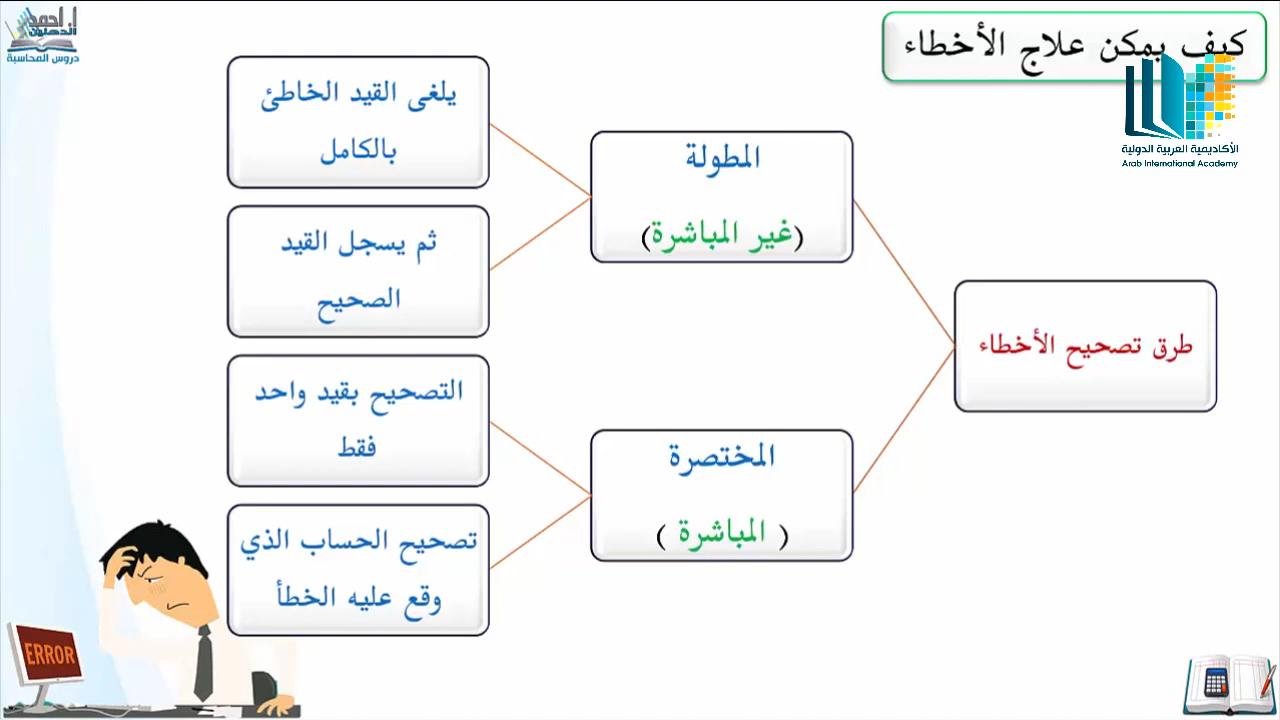 كيف يمكن علاج الأخطاء
الأكاديمية العربية الدولية
Arab International Academy
أ. احمد
الدهلوي
دروس المحاسبة
طرق تصحيح الأخطاء
المطولة
(غير المباشرة)
يلغى القيد الخاطئ
بالكامل
ثم يسجل القيد
الصحيح
المختصرة
( المباشرة )
التصحيح بقيد واحد
فقط
تصحيح الحساب الذي
وقع عليه الخطأ
ERROR